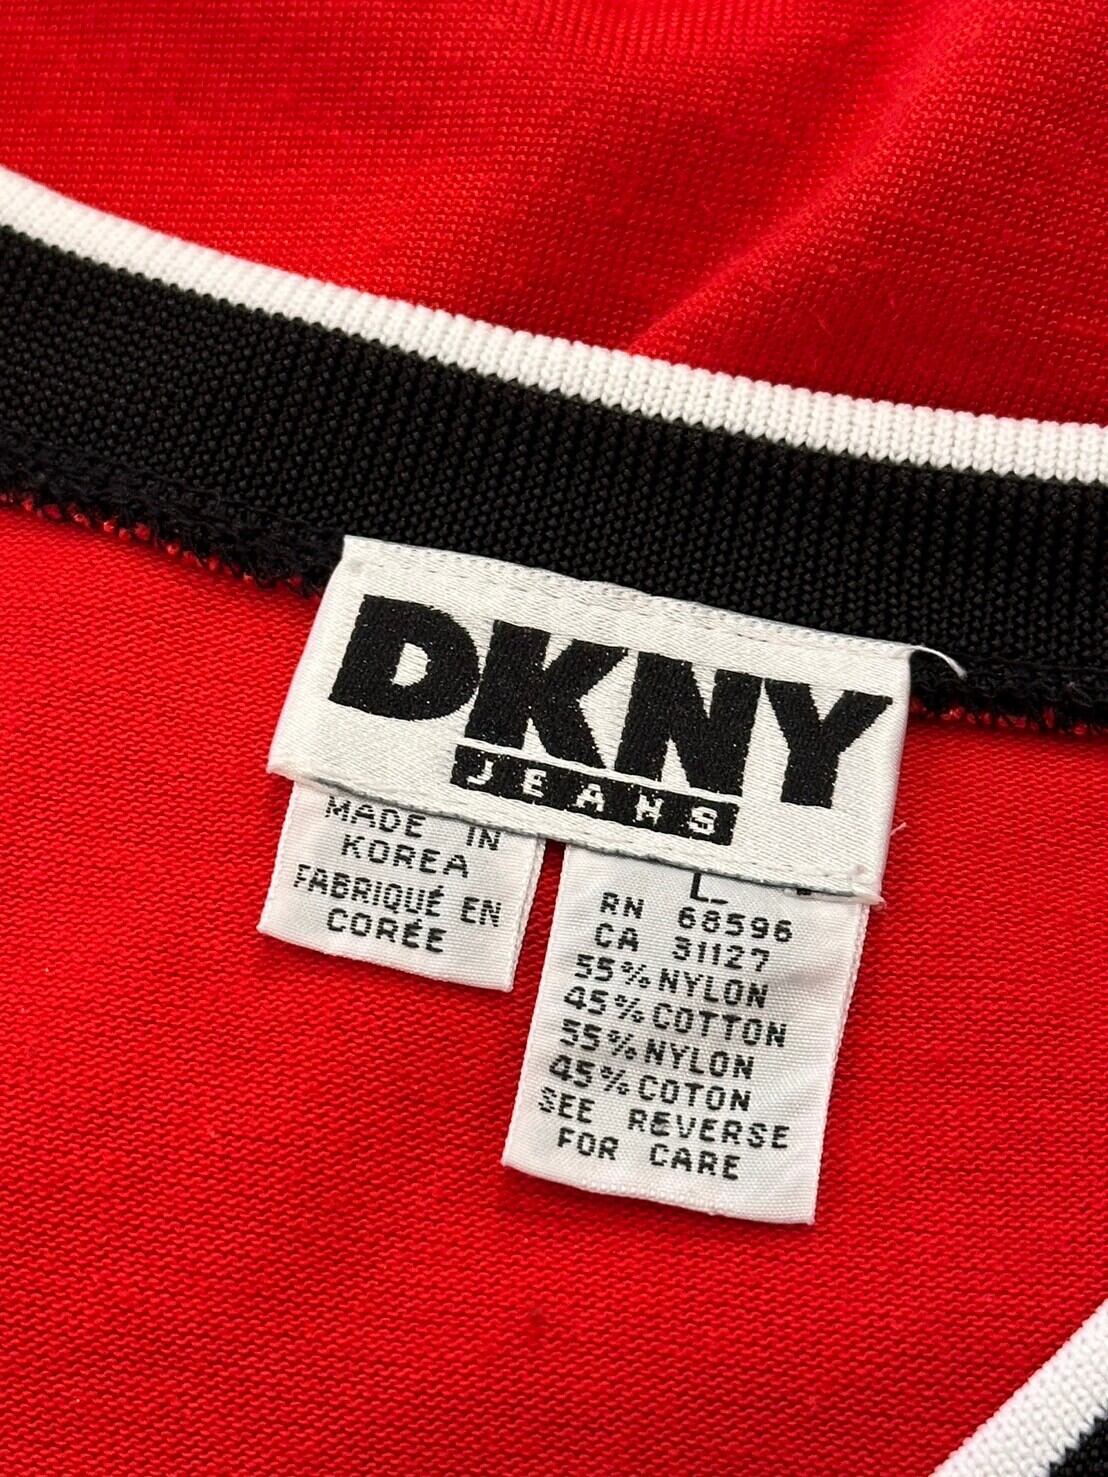 DKNY
JEANS
MADE IN
KOREA
FABRIQUÉ EN
CORÉE
L
RN 68596
CA 31127
55% NYLON
45% COTTON
55% NYLON
45% COTON
SEE REVERSE
FOR CARE